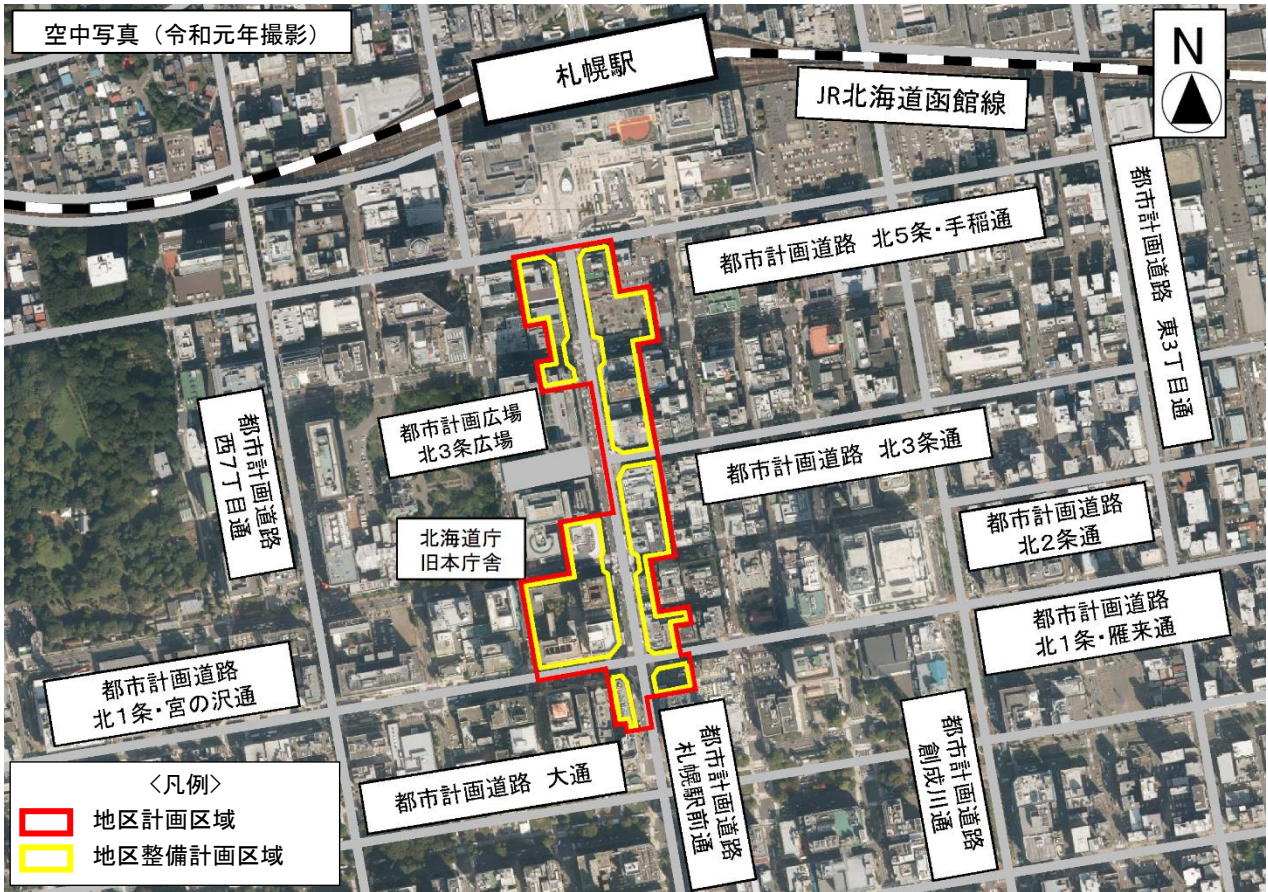 空中写真（令和元年撮影）
札幌駅
N
JR北海道函館線
都市計画道路 北5条・手稲通
都市計画道路 東3丁目通
都市計画広場
北3条広場
都市計画道路
西7丁目通
都市計画道路 北3条通
都市計画道路
北2条通
北海道庁
旧本庁舎
都市計画道路
北1条・雁来通
都市計画道路
北1条・宮の沢通
都市計画道路
札幌駅前通
都市計画道路
創成川通
都市計画道路 大通
<凡例>
地区計画区域
地区整備計画区域